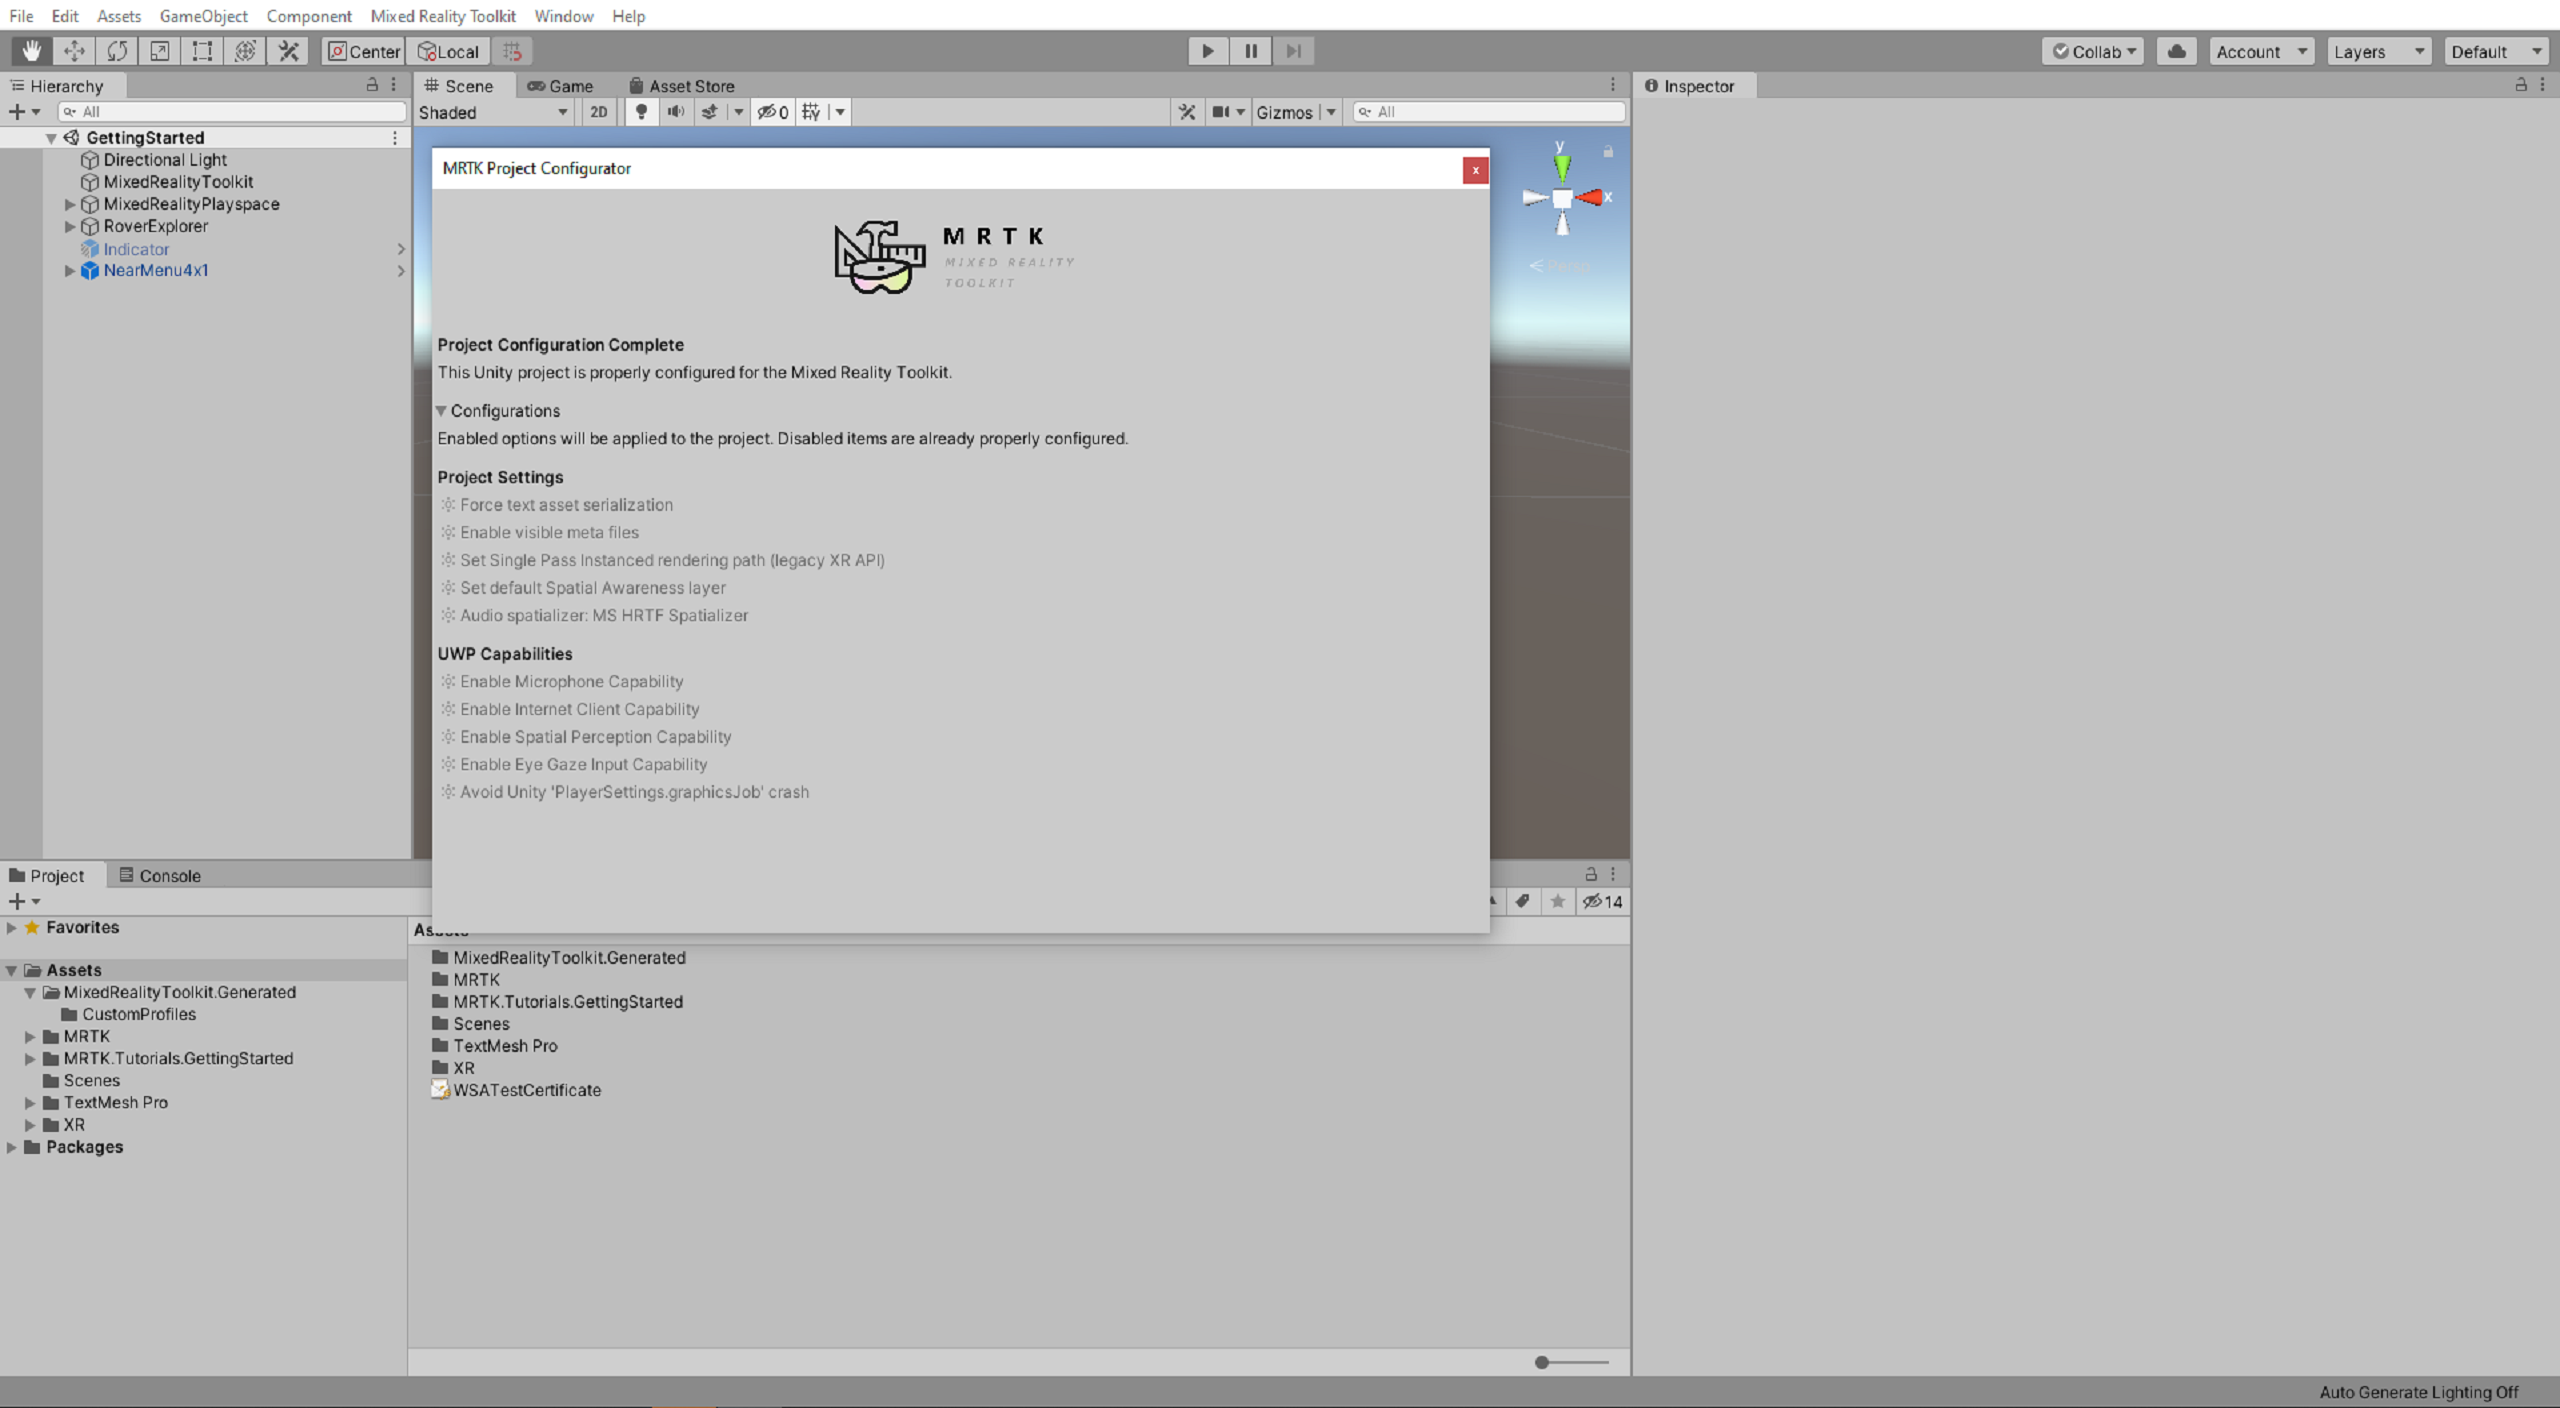 File Edit Assets GameObject Component Mixed Reality Toolkit Window Help
Center Local Collab Account Layers Default
Hierarchy
All
GettingStarted
Directional Light
MixedRealityToolkit
MixedRealityPlayspace
RoverExplorer
Indicator
NearMenu4x1
Scene Game Asset Store
Shaded 2D 0 Gizmos All
y
x
Persp
Inspector
MRTK Project Configurator
x
MRTK
MIXED REALITY
TOOLKIT
Project Configuration Complete
This Unity project is properly configured for the Mixed Reality Toolkit.
Configurations
Enabled options will be applied to the project. Disabled items are already properly configured.
Project Settings
Force text asset serialization
Enable visible meta files
Set Single Pass Instanced rendering path (legacy XR API)
Set default Spatial Awareness layer
Audio spatializer: MS HRTF Spatializer
UWP Capabilities
Enable Microphone Capability
Enable Internet Client Capability
Enable Spatial Perception Capability
Enable Eye Gaze Input Capability
Avoid Unity 'PlayerSettings.graphicsJob' crash
Project Console
14
Favorites
Assets
MixedRealityToolkit.Generated
CustomProfiles
MRTK
MRTK.Tutorials.GettingStarted
Scenes
TextMesh Pro
XR
Packages
Assets
MixedRealityToolkit.Generated
MRTK
MRTK.Tutorials.GettingStarted
Scenes
TextMesh Pro
XR
WSATestCertificate
Auto Generate Lighting Off